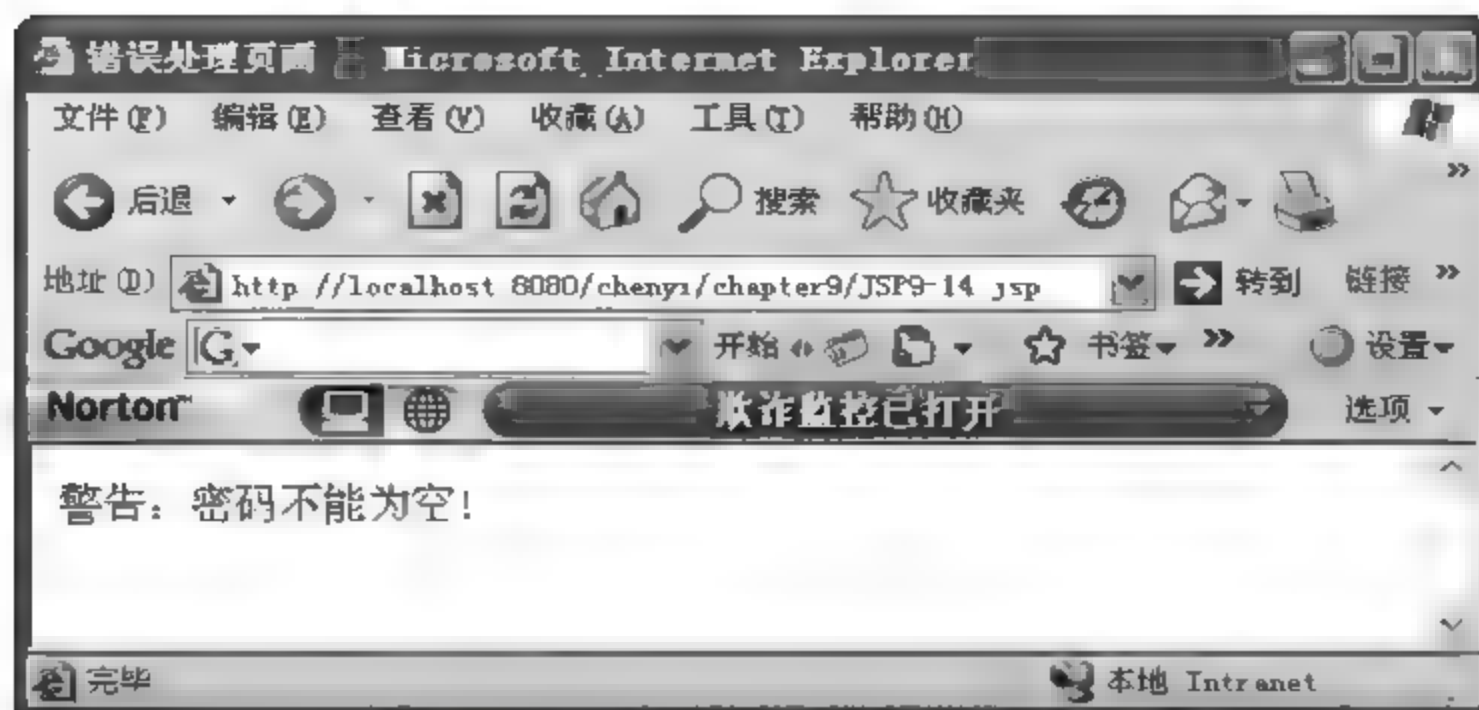 错误处理页面 - Microsoft Internet Explorer
文件(F) 编辑(E) 查看(V) 收藏(A) 工具(T) 帮助(H)
后退 搜索 收藏夹 »
地址(D) http //localhost 8080/chenyi/chapter9/JSP9-14 jsp 转到 链接 »
Google G 开始 书签 » 设置
Norton™ 欺诈监控已打开 选项
警告：密码不能为空!
完毕 本地 Intranet